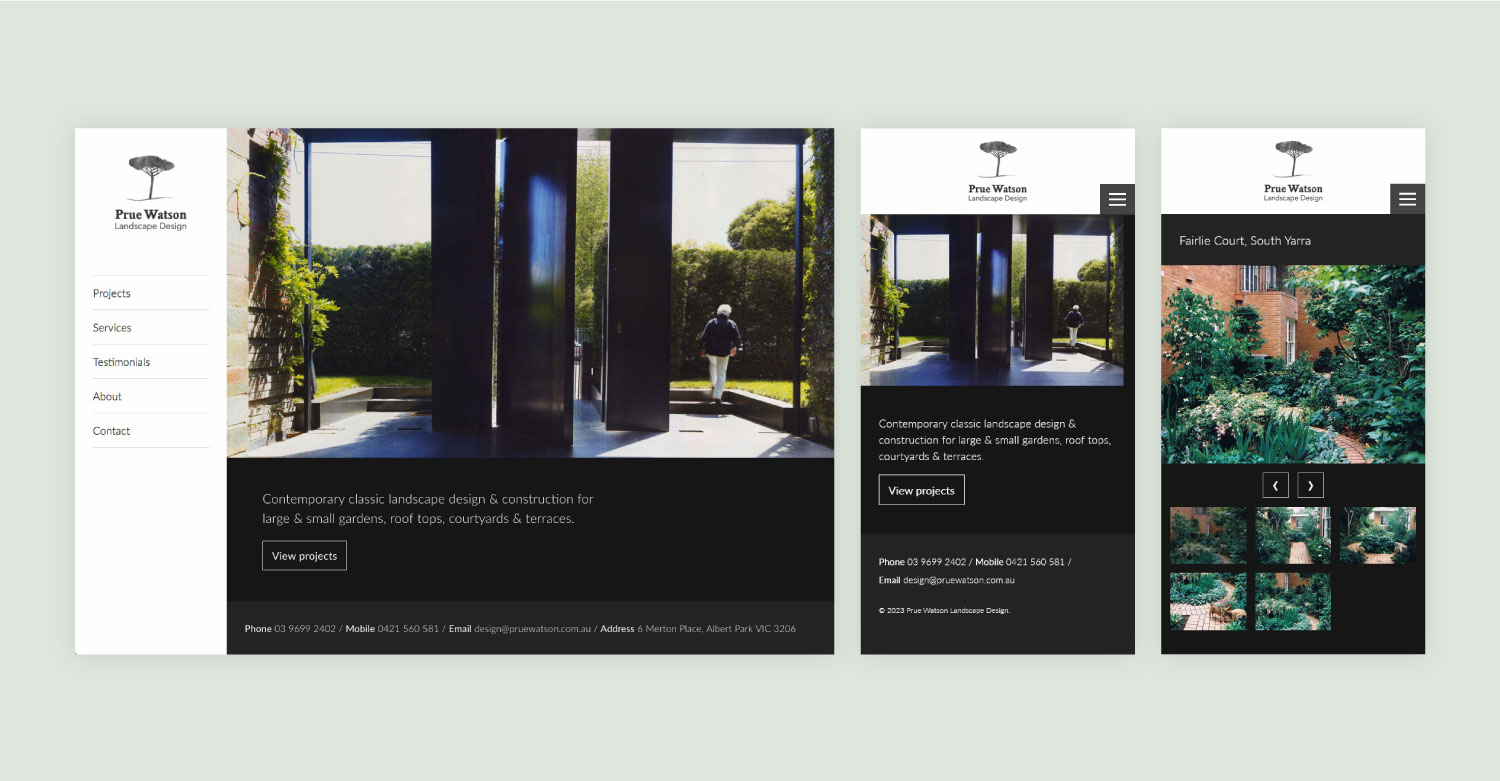 Prue Watson
Landscape Design
Projects
Services
Testimonials
About
Contact
Contemporary classic landscape design & construction for
large & small gardens, roof tops, courtyards & terraces.
View projects
Phone 03 9699 2402 / Mobile 0421 560 581 / Email design@pruewatson.com.au / Address 6 Merton Place, Albert Park VIC 3206
Prue Watson
Landscape Design
Contemporary classic landscape design &
construction for large & small gardens, roof tops,
courtyards & terraces.
View projects
Phone 03 9699 2402 / Mobile 0421 560 581 /
Email design@pruewatson.com.au
© 2023 Prue Watson Landscape Design.
Prue Watson
Landscape Design
Fairlie Court, South Yarra